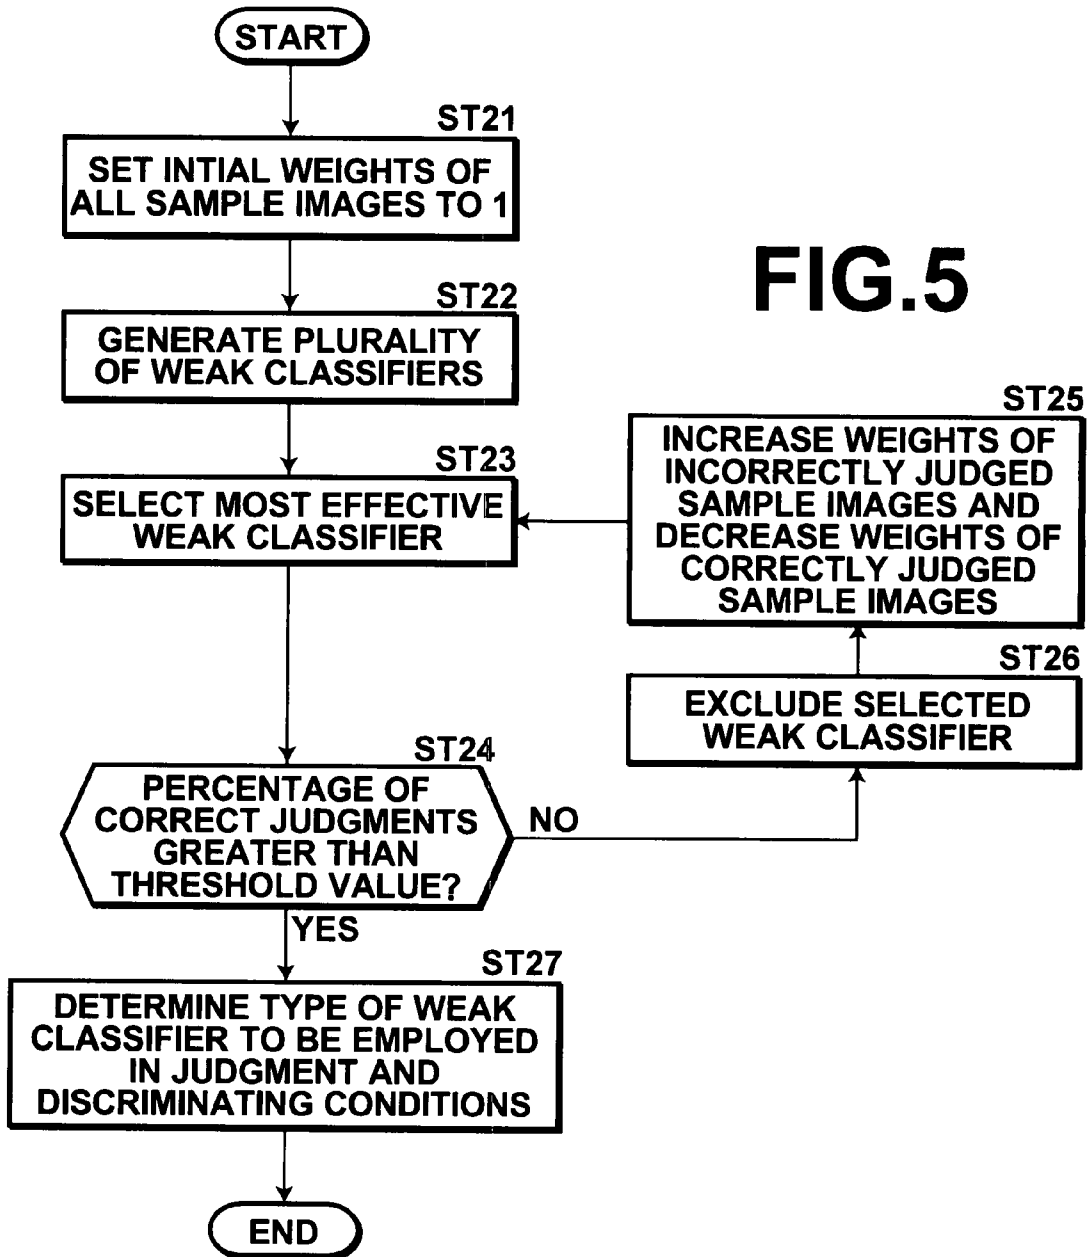 START
ST21
SET INTIAL WEIGHTS OF
ALL SAMPLE IMAGES TO 1
FIG.5
ST22
GENERATE PLURALITY
OF WEAK CLASSIFIERS
ST23
SELECT MOST EFFECTIVE
WEAK CLASSIFIER
ST25
INCREASE WEIGHTS OF
INCORRECTLY JUDGED
SAMPLE IMAGES AND
DECREASE WEIGHTS OF
CORRECTLY JUDGED
SAMPLE IMAGES
ST26
EXCLUDE SELECTED
WEAK CLASSIFIER
ST24
PERCENTAGE OF
CORRECT JUDGMENTS
GREATER THAN
THRESHOLD VALUE?
NO
YES
ST27
DETERMINE TYPE OF WEAK
CLASSIFIER TO BE EMPLOYED
IN JUDGMENT AND
DISCRIMINATING CONDITIONS
END